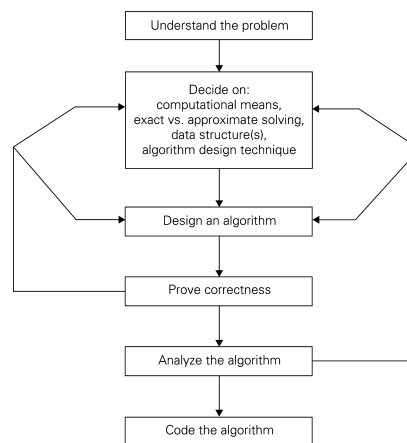 Understand the problem
Decide on:
computational means,
exact vs. approximate solving,
data structure(s),
algorithm design technique
Design an algorithm
Prove correctness
Analyze the algorithm
Code the algorithm